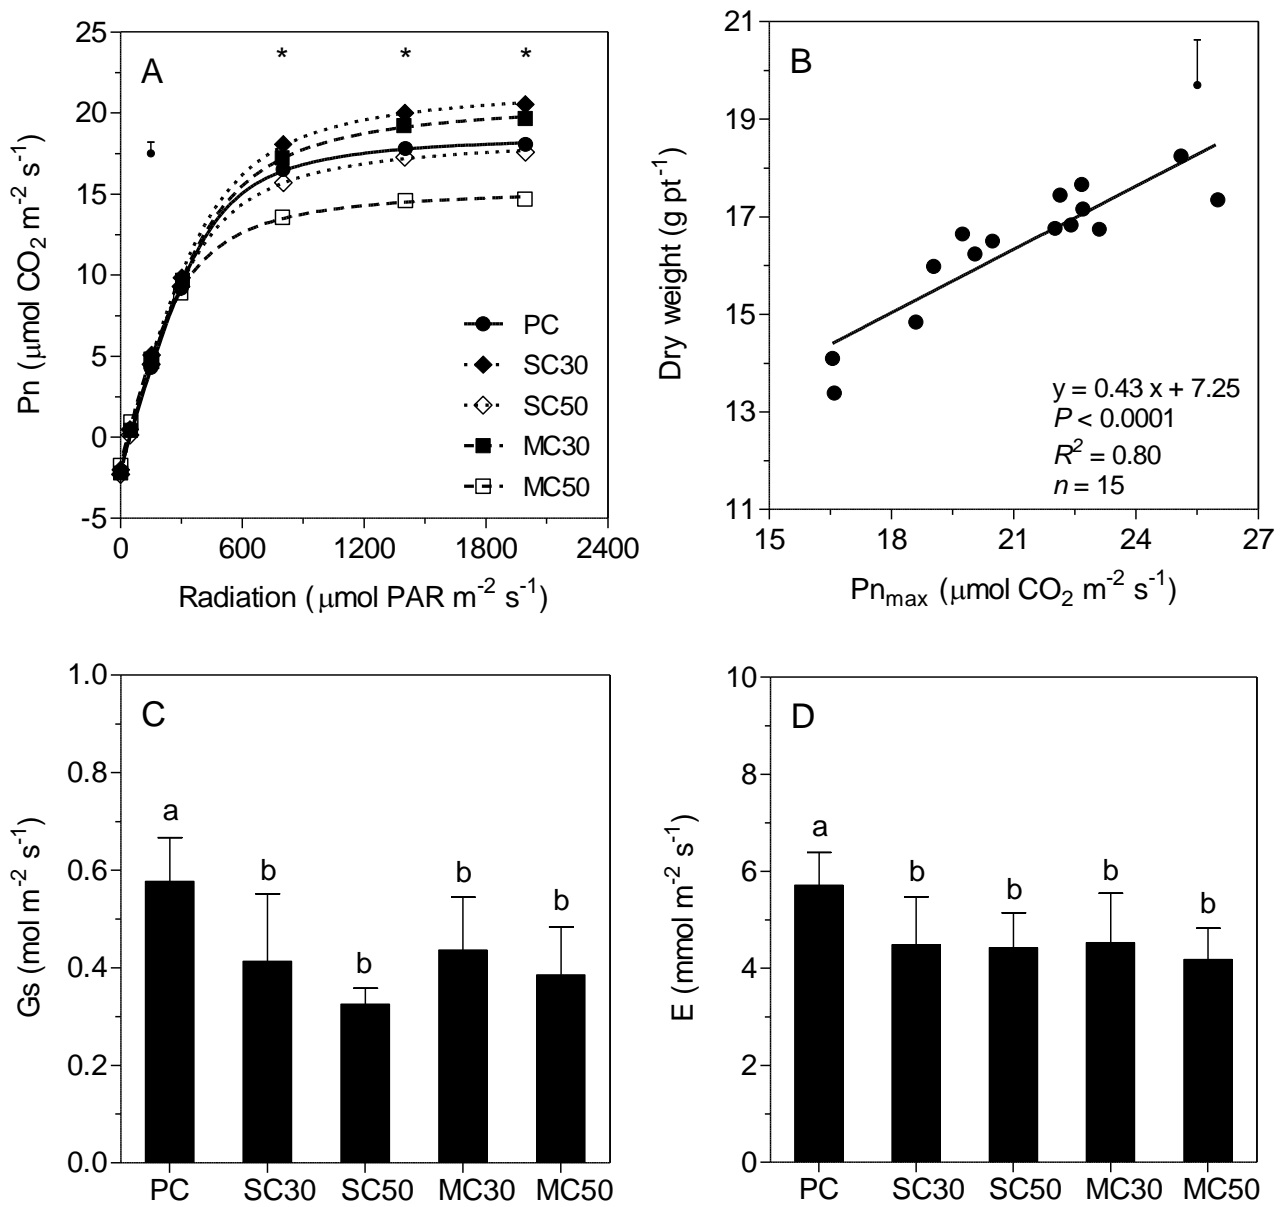 A
* * *
25
20
15
10
5
0
-5
Pn (μmol CO2 m-2 s-1)
PC
SC30
SC50
MC30
MC50
0 600 1200 1800 2400
Radiation (μmol PAR m-2 s-1)
B
21
19
17
15
13
11
Dry weight (g pt-1)
y = 0.43 x + 7.25
P < 0.0001
R2 = 0.80
n = 15
15 18 21 24 27
Pnmax (μmol CO2 m-2 s-1)
C
1.0
0.8
0.6
0.4
0.2
0.0
Gs (mol m-2 s-1)
a b b b b
PC SC30 SC50 MC30 MC50
D
10
8
6
4
2
0
E (mmol m-2 s-1)
a b b b b
PC SC30 SC50 MC30 MC50